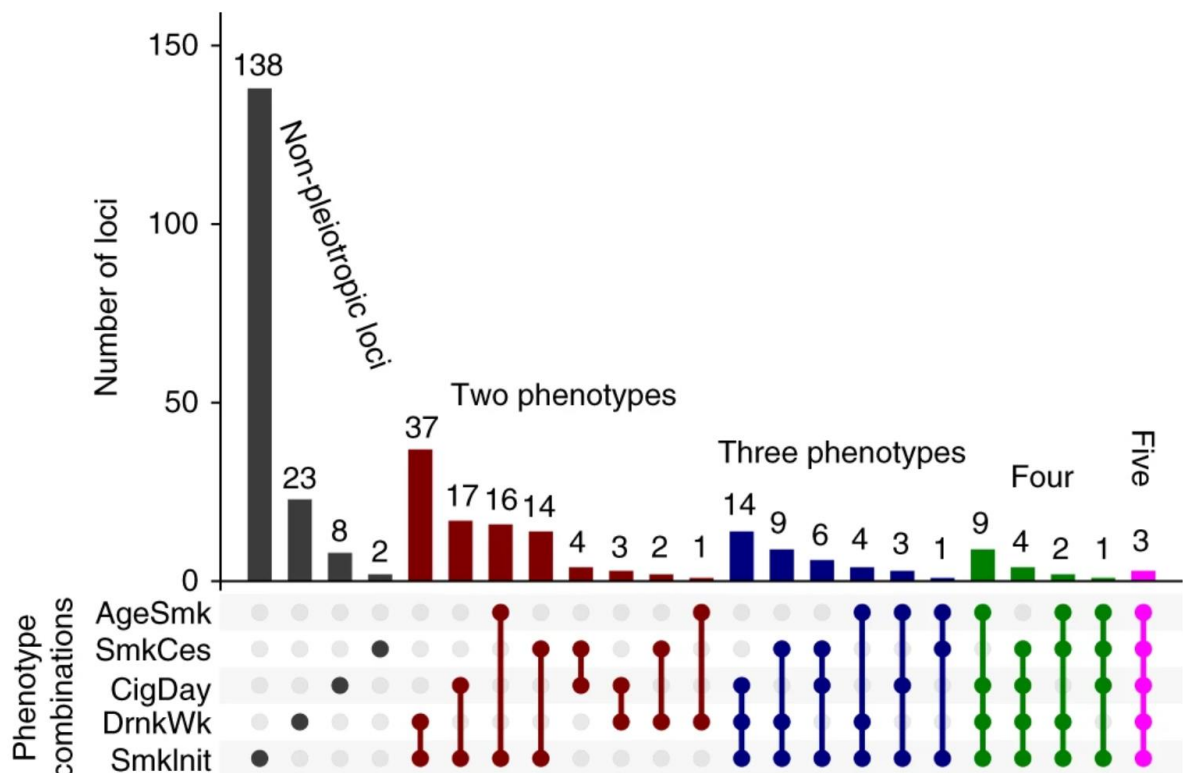 150
138
Non-pleiotropic loci
100
Number of loci
Two phenotypes
50
37
Three phenotypes
Five
Four
23
17 16 14
14
8
2
4
3
2
1
9
6
4
3
1
9
4
2
1
3
0
AgeSmk
SmkCes
CigDay
DrnkWk
SmkInit
Phenotype
combinations